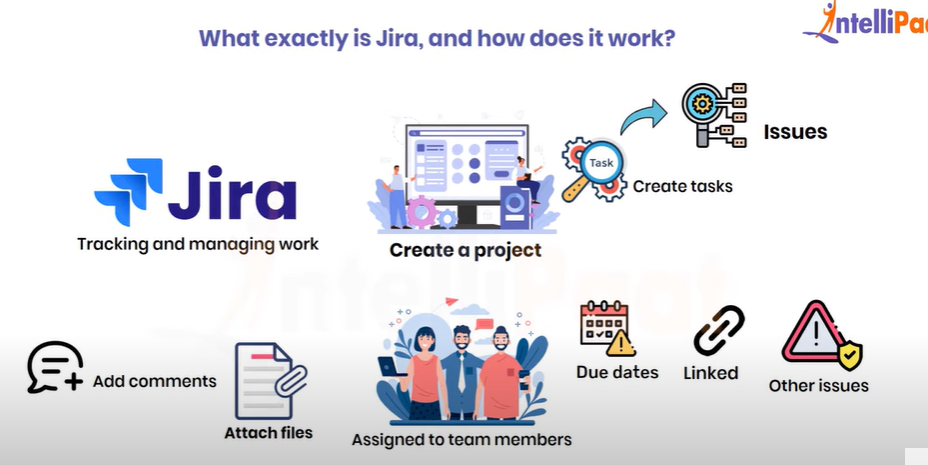 What exactly is Jira, and how does it work?
IntelliPaa
Issues
Task
Create tasks
Jira
Tracking and managing work
Create a project
IntelliPaat
Due dates
Linked
Other issues
Add comments
Attach files
Assigned to team members